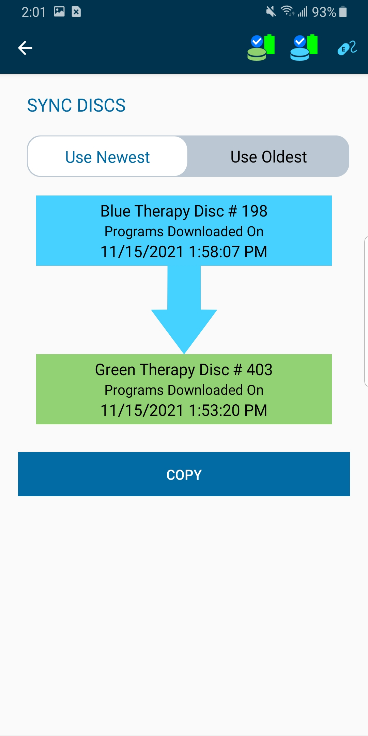 2:01
93%
SYNC DISCS
Use Newest
Use Oldest
Blue Therapy Disc # 198
Programs Downloaded On
11/15/2021 1:58:07 PM
Green Therapy Disc # 403
Programs Downloaded On
11/15/2021 1:53:20 PM
COPY